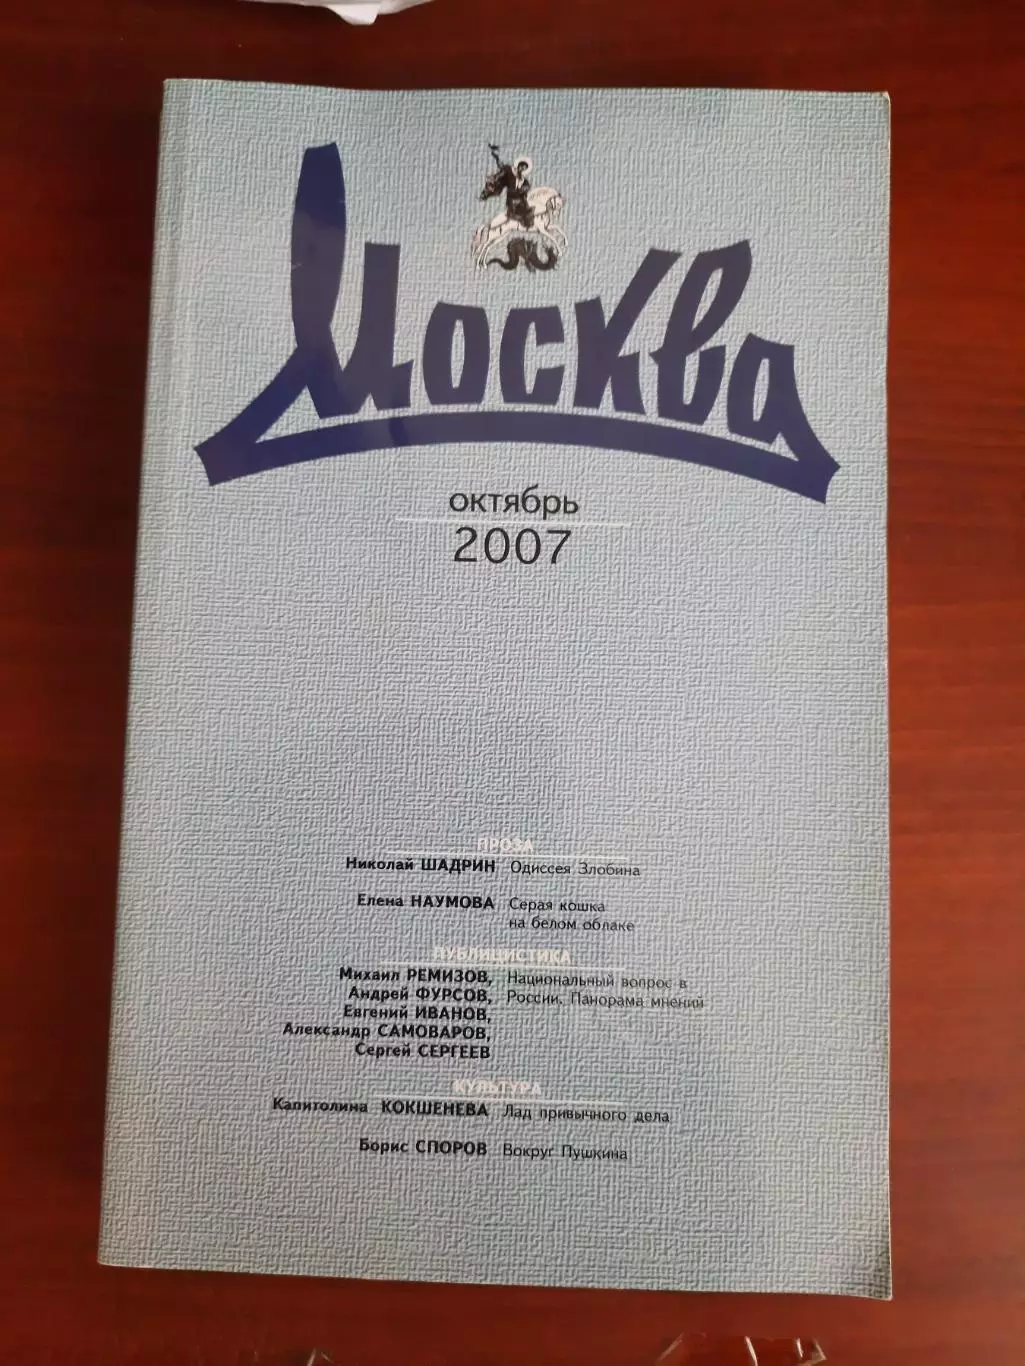 Москва
октябрь
2007
ПРОЗА
Николай ШАДРИН Одиссея Злобина
Елена НАУМОВА Серая кошка
на белом облаке
ПУБЛИЦИСТИКА
Михаил РЕМИЗОВ, Национальный вопрос в
Андрей ФУРСОВ, России. Панорама мнений
Евгений ИВАНОВ,
Александр САМОВАРОВ,
Сергей СЕРГЕЕВ
КУЛЬТУРА
Капитолина КОКШЕНЕВА Лад привычного дела
Борис СПОРОВ Вокруг Пушкина